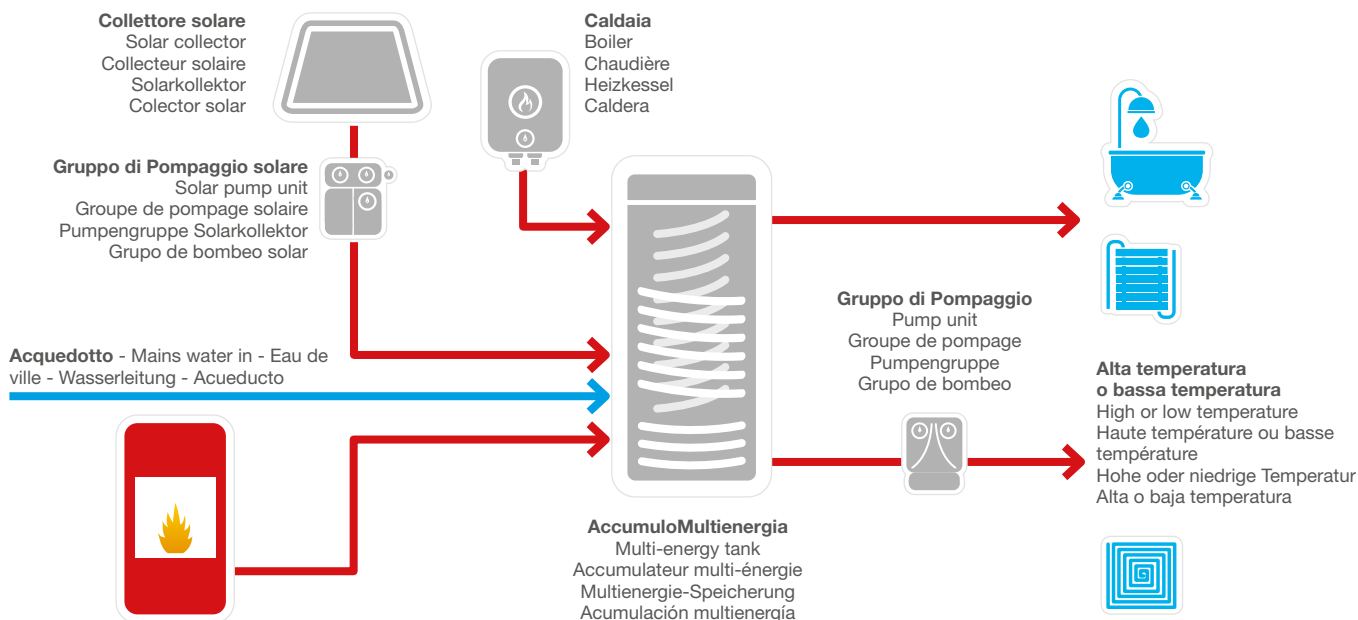 Collettore solare
Solar collector
Collecteur solaire
Solarkollektor
Colector solar
Caldaia
Boiler
Chaudière
Heizkessel
Caldera
Gruppo di Pompaggio solare
Solar pump unit
Groupe de pompage solaire
Pumpengruppe Solarkollektor
Grupo de bombeo solar
Acquedotto - Mains water in - Eau de
ville - Wasserleitung - Acueducto
Gruppo di Pompaggio
Pump unit
Groupe de pompage
Pumpengruppe
Grupo de bombeo
Alta temperatura
o bassa temperatura
High or low temperature
Haute température ou basse
température
Hohe oder niedrige Temperatur
Alta o baja temperatura
AccumuloMultienergia
Multi-energy tank
Accumulateur multi-énergie
Multienergie-Speicherung
Acumulación multienergía